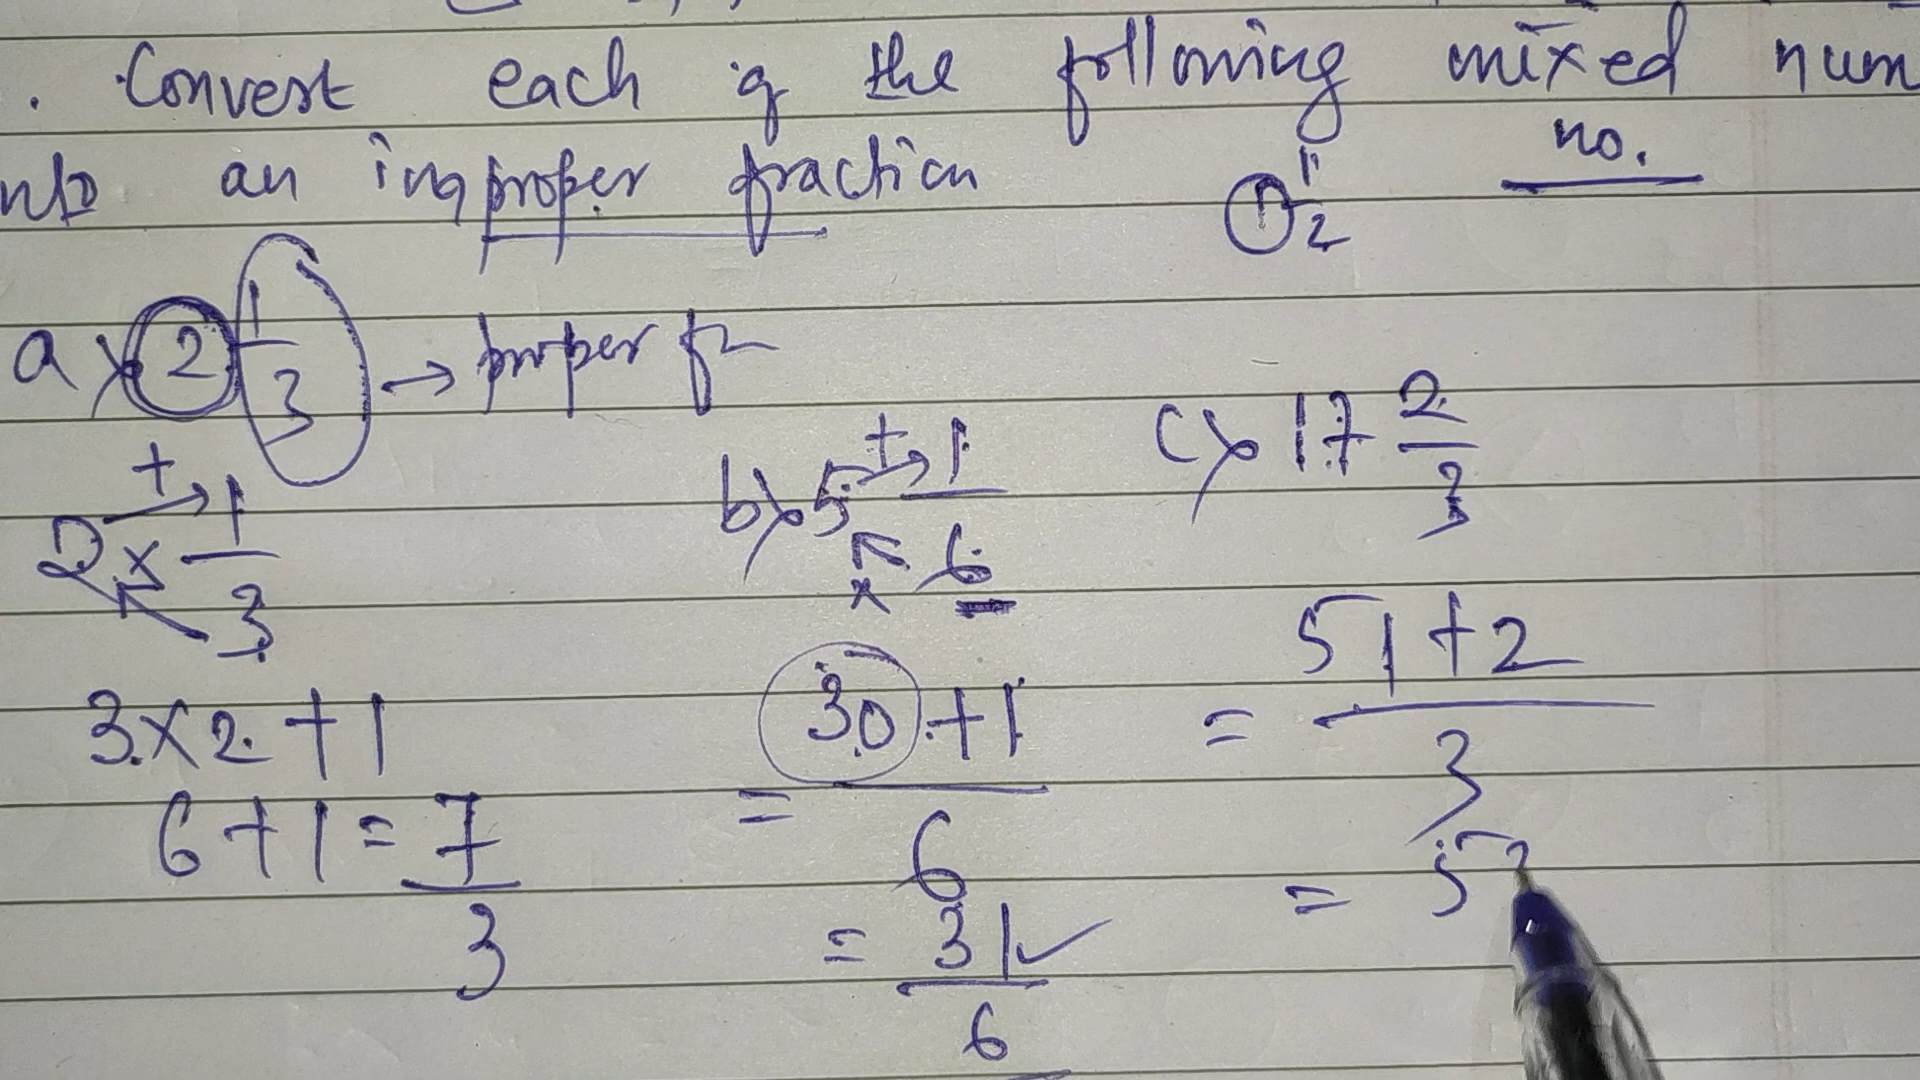 . Convert each of the following mixed num
into an improper fraction
no.
1 1/2
a) 2 1/3 → proper fr
2 + × 1/3
3×2+1
6+1=7/3
b) 5 + × 1/6
= 30+1/6
= 31/6 ✓
c) 17 2/3
= 51+2/3
= 5